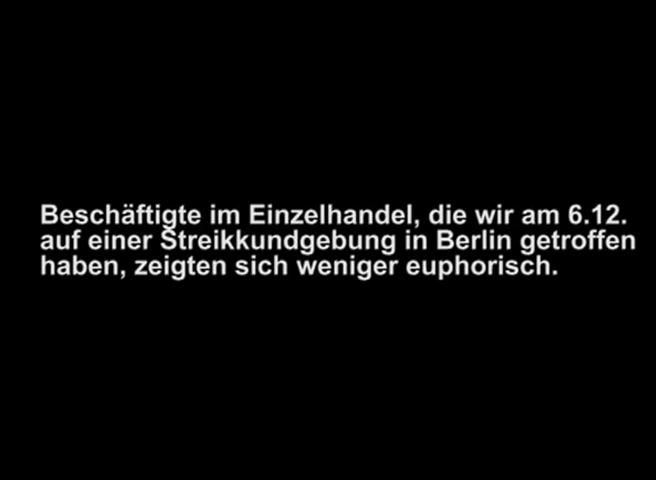 Beschäftigte im Einzelhandel, die wir am 6.12.
auf einer Streikkundgebung in Berlin getroffen
haben, zeigten sich weniger euphorisch.